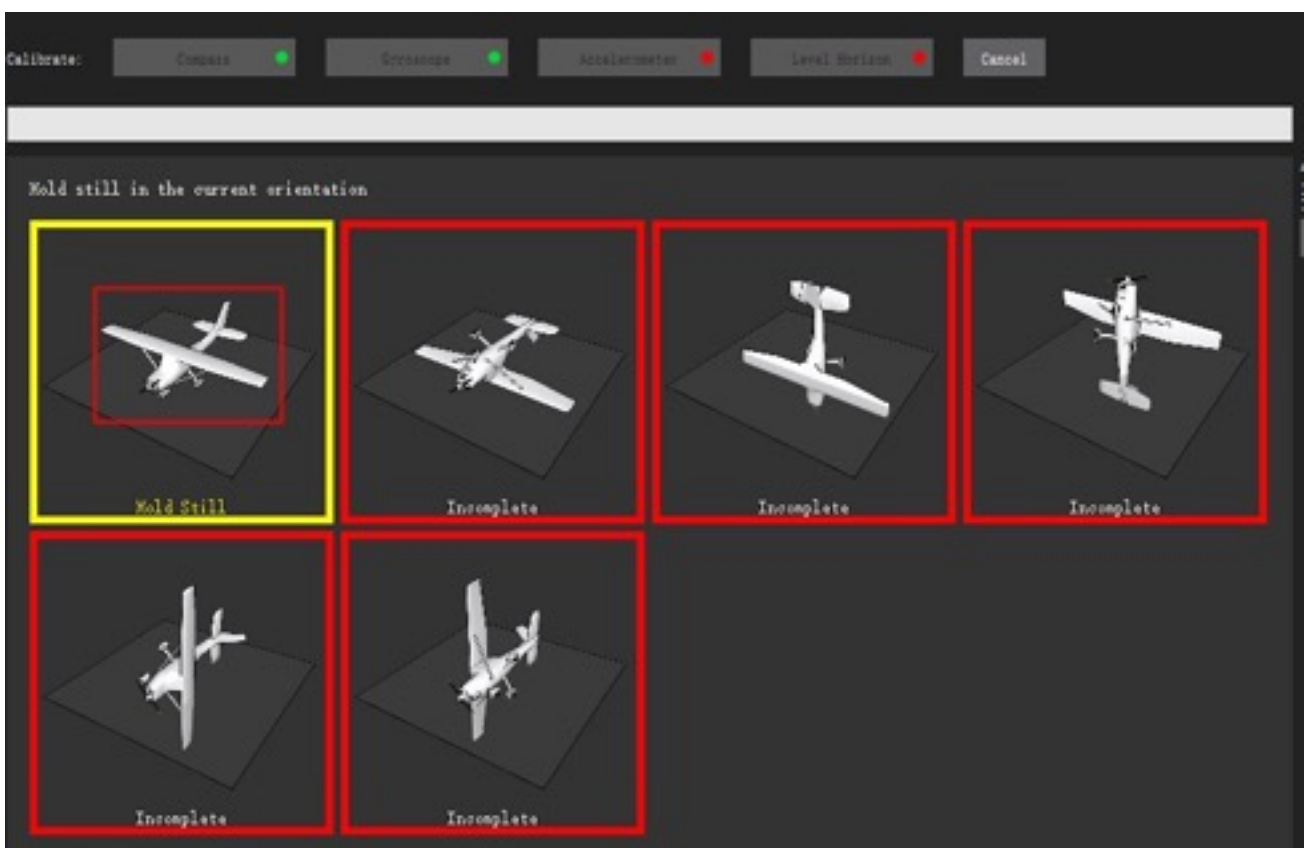 Calibrate: Compass Gyroscope Accelerometer Level Horizon Cancel
Hold still in the current orientation
Hold Still Incomplete Incomplete Incomplete
Incomplete Incomplete